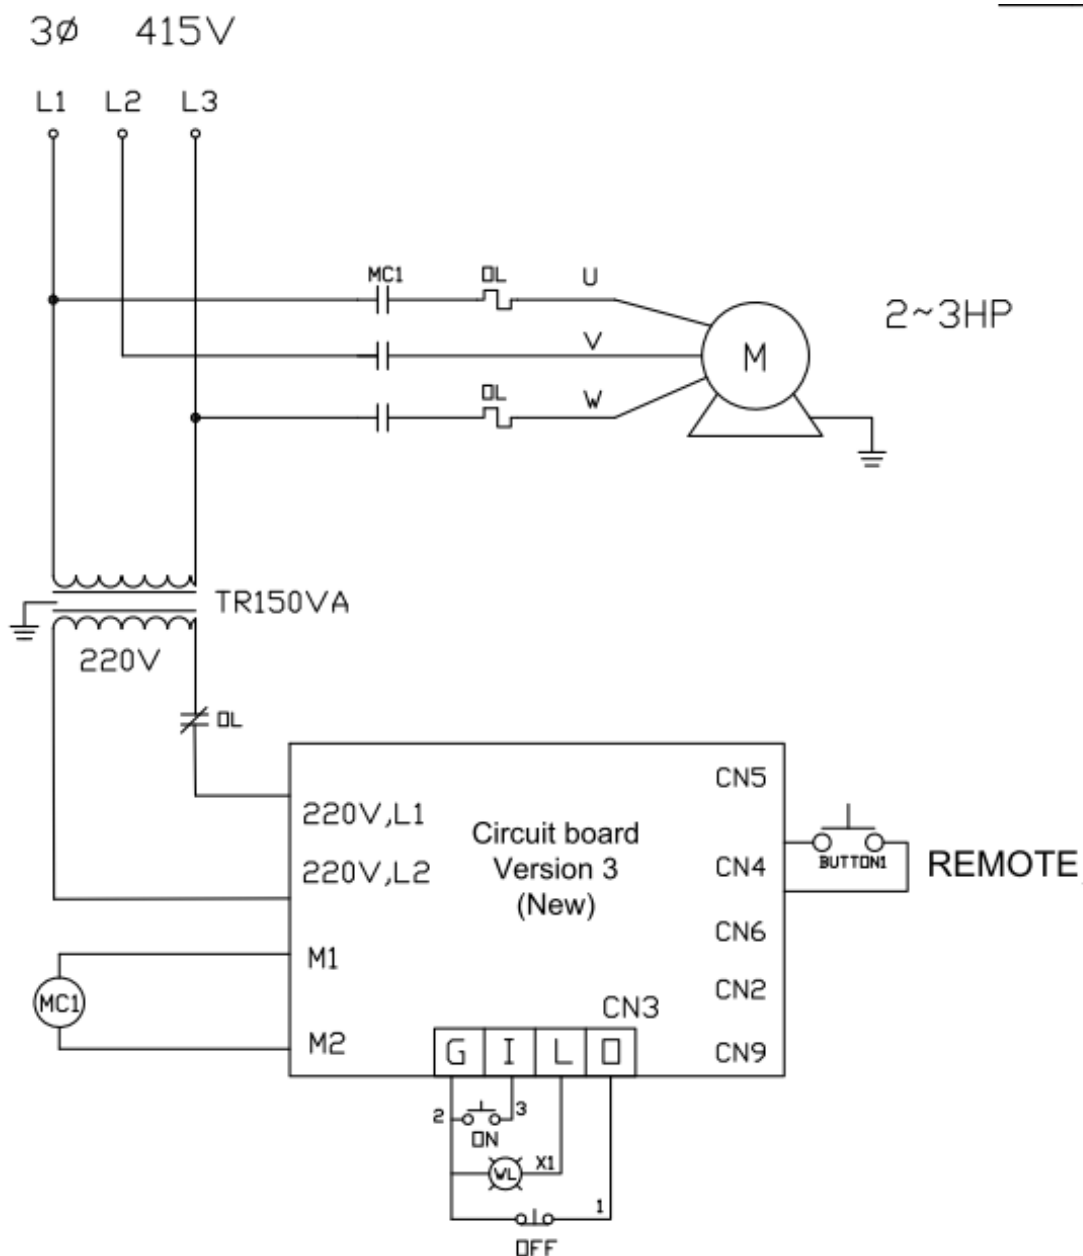 3Ø 415V
L1 L2 L3
MC1 OL U
V
OL W
M
2~3HP
TR150VA
220V
OL
220V,L1
220V,L2
M1
M2
MC1
Circuit board
Version 3
(New)
CN5
CN4
CN6
CN2
CN9
CN3
G I L O
BUTTON1
REMOTE
2 3
ON
WL X1
1
OFF